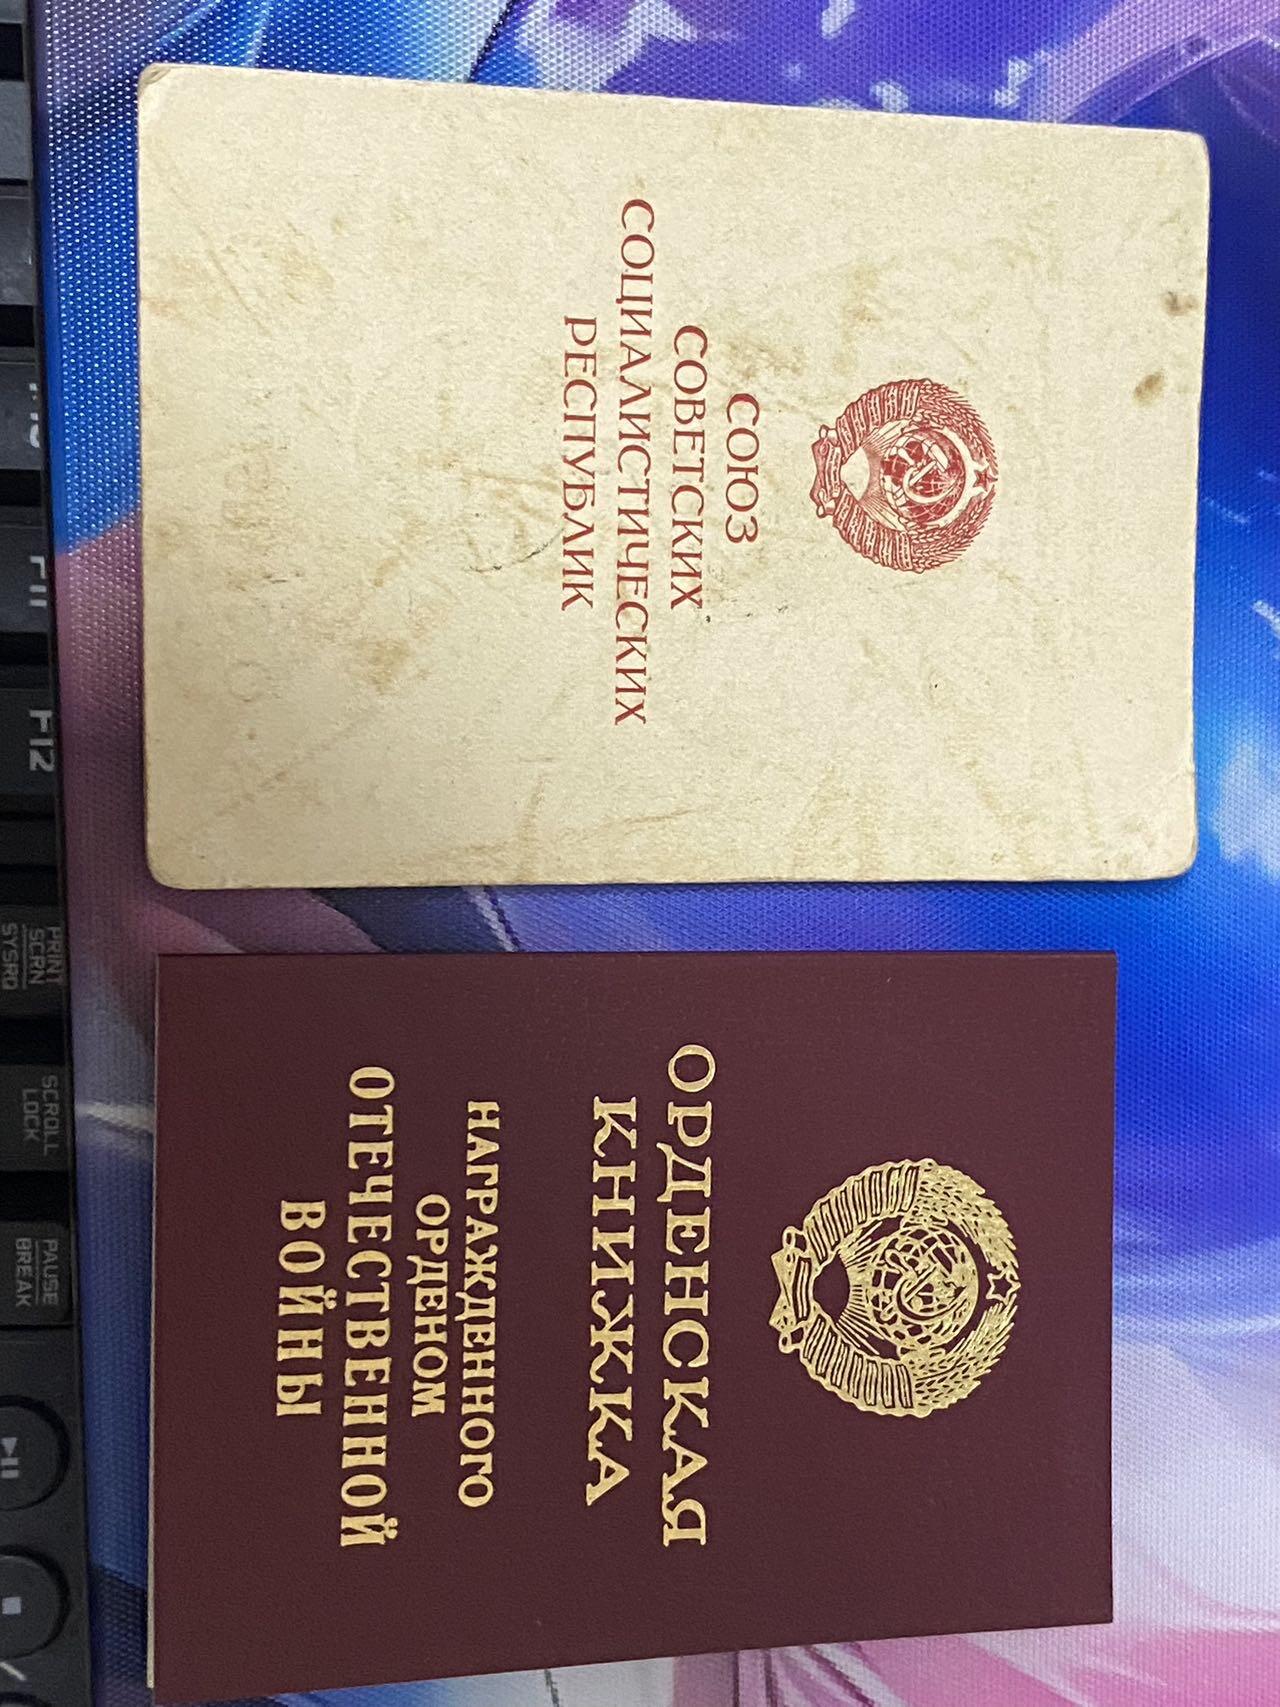 СОЮЗ
СОВЕТСКИХ
СОЦИАЛИСТИЧЕСКИХ
РЕСПУБЛИК
ОРДЕНСКАЯ
КНИЖКА
НАГРАЖДЕННОГО
ОРДЕНОМ
ОТЕЧЕСТВЕННОЙ
ВОЙНЫ
F11
F12
PRINT
SCRN
SYSRQ
SCROLL
LOCK
PAUSE
BREAK